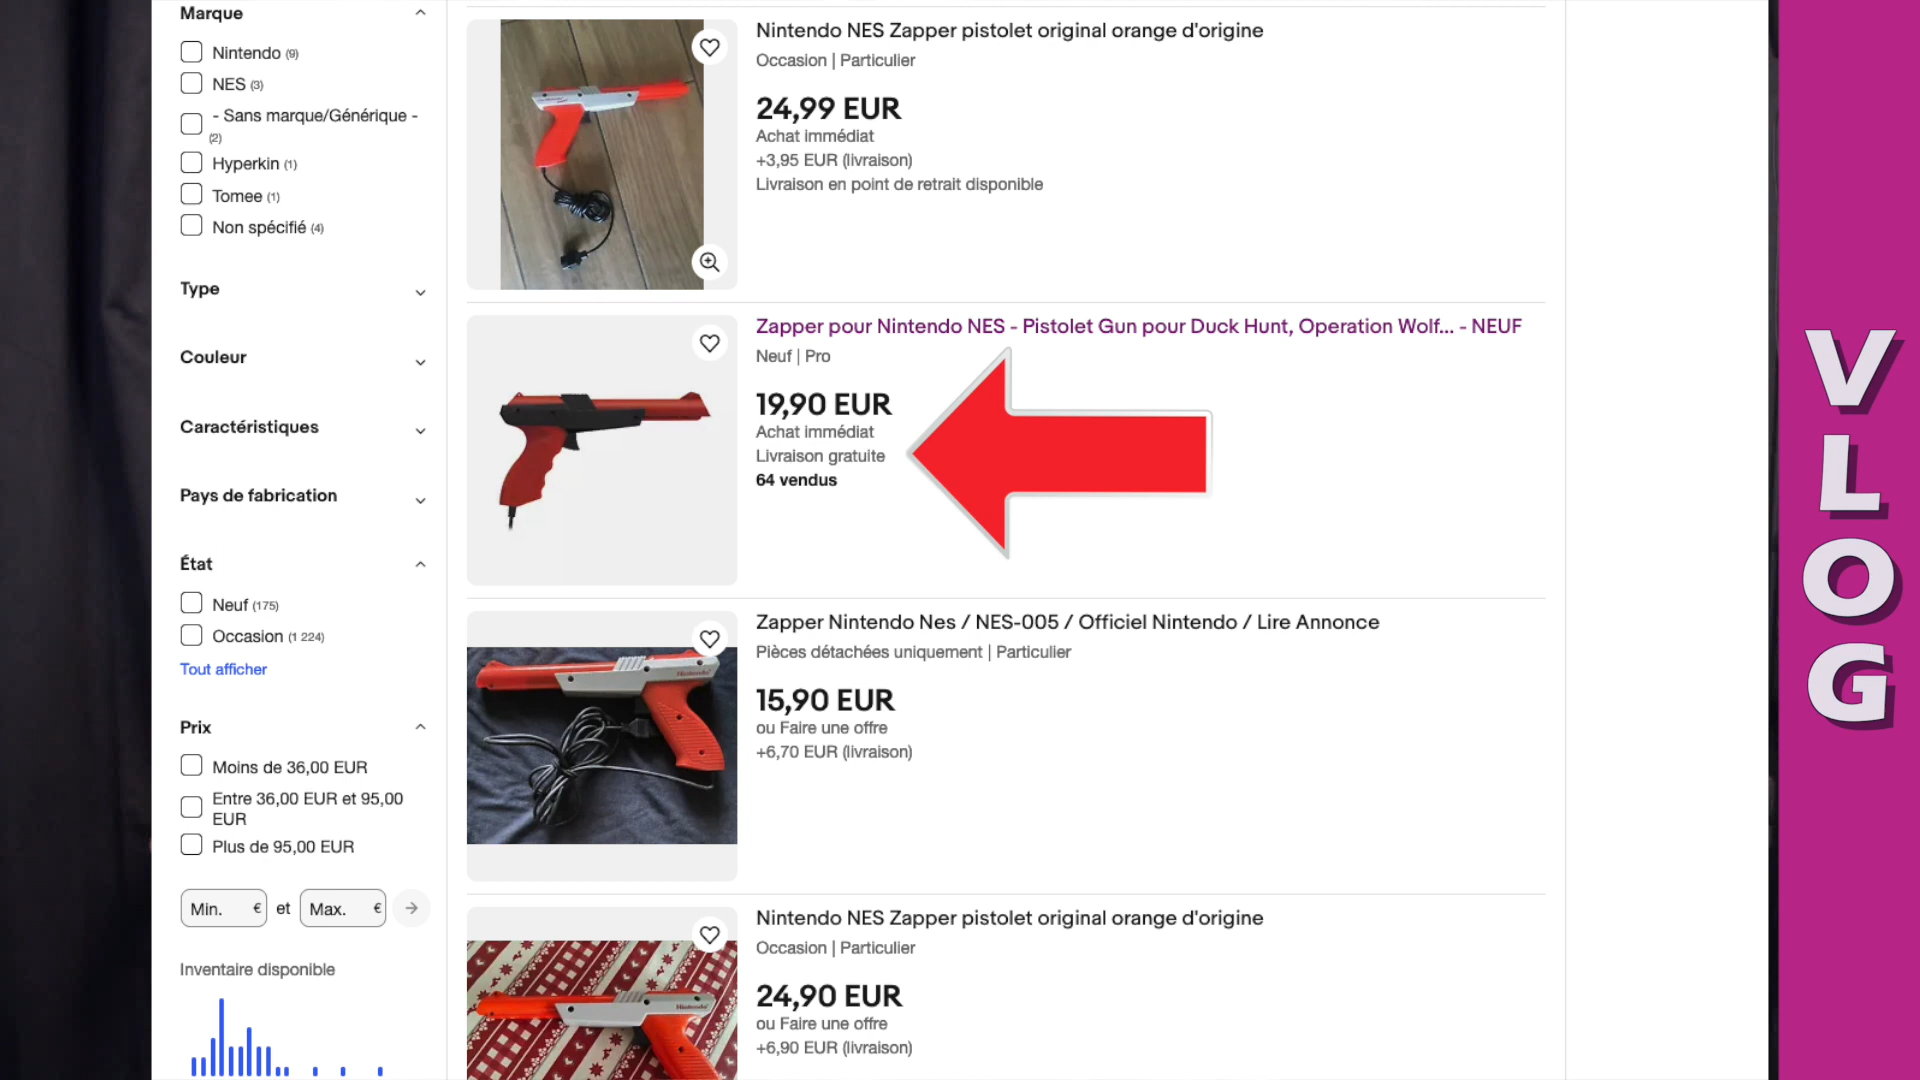 Marque
Nintendo (9)
NES (3)
- Sans marque/Générique -
(2)
Hyperkin (1)
Tomee (1)
Non spécifié (4)
Type
Couleur
Caractéristiques
Pays de fabrication
État
Neuf (175)
Occasion (1 224)
Tout afficher
Prix
Moins de 36,00 EUR
Entre 36,00 EUR et 95,00
EUR
Plus de 95,00 EUR
Min. € et Max. €
Inventaire disponible
Nintendo NES Zapper pistolet original orange d'origine
Occasion | Particulier
24,99 EUR
Achat immédiat
+3,95 EUR (livraison)
Livraison en point de retrait disponible
Zapper pour Nintendo NES - Pistolet Gun pour Duck Hunt, Operation Wolf... - NEUF
Neuf | Pro
19,90 EUR
Achat immédiat
Livraison gratuite
64 vendus
Zapper Nintendo Nes / NES-005 / Officiel Nintendo / Lire Annonce
Pièces détachées uniquement | Particulier
15,90 EUR
ou Faire une offre
+6,70 EUR (livraison)
Nintendo
Nintendo NES Zapper pistolet original orange d'origine
Occasion | Particulier
24,90 EUR
ou Faire une offre
+6,90 EUR (livraison)
Nintendo
VLOG